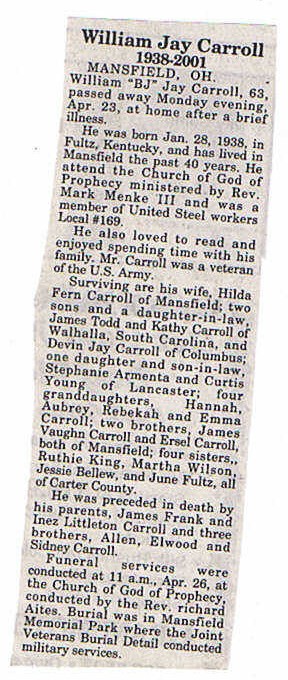 William Jay Carroll
1938-2001
MANSFIELD, OH.
William "BJ" Jay Carroll, 63,
passed away Monday evening,
Apr. 23, at home after a brief
illness.
He was born Jan. 28, 1938, in
Fultz, Kentucky, and has lived in
Mansfield the past 40 years. He
attend the Church of God of
Prophecy ministered by Rev.
Mark Menke III and was a
member of United Steel workers
Local #169.
He also loved to read and
enjoyed spending time with his
family. Mr. Carroll was a veteran
of the U.S. Army.
Surviving are his wife, Hilda
Fern Carroll of Mansfield; two
sons and a daughter-in-law,
James Todd and Kathy Carroll of
Walhalla, South Carolina, and
Devin Jay Carroll of Columbus;
one daughter and son-in-law,
Stephanie Armenta and Curtis
Young of Lancaster; four
granddaughters, Hannah,
Aubrey, Rebekah and Emma
Carroll; two brothers, James
Vaughn Carroll and Ersel Carroll,
both of Mansfield; four sisters,,
Ruthie King, Martha Wilson,
Jessie Bellew, and June Fultz, all
of Carter County.
He was preceded in death by
his parents, James Frank and
Inez Littleton Carroll and three
brothers, Allen, Elwood and
Sidney Carroll.
Funeral services were
conducted at 11 a.m., Apr. 26, at
the Church of God of Prophecy,
conducted by the Rev. richard
Aites. Burial was in Mansfield
Memorial Park where the Joint
Veterans Burial Detail conducted
military services.